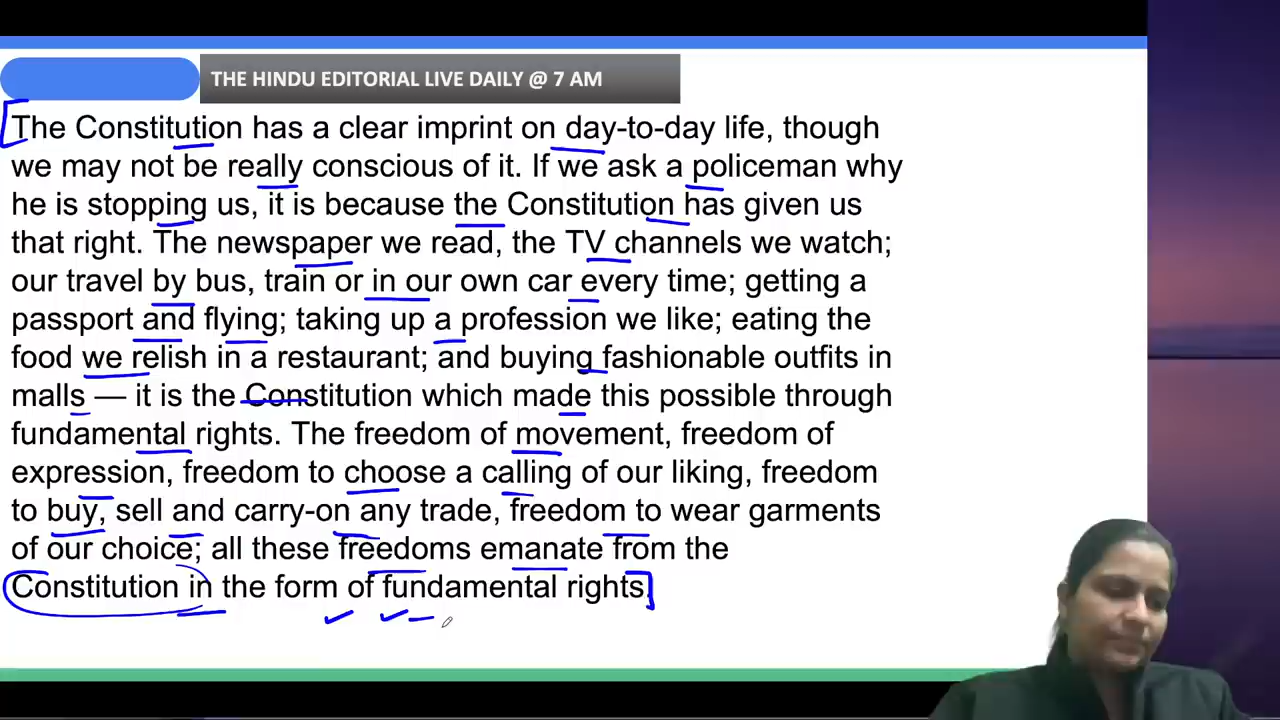 THE HINDU EDITORIAL LIVE DAILY @ 7 AM
The Constitution has a clear imprint on day-to-day life, though
we may not be really conscious of it. If we ask a policeman why
he is stopping us, it is because the Constitution has given us
that right. The newspaper we read, the TV channels we watch;
our travel by bus, train or in our own car every time; getting a
passport and flying; taking up a profession we like; eating the
food we relish in a restaurant; and buying fashionable outfits in
malls — it is the Constitution which made this possible through
fundamental rights. The freedom of movement, freedom of
expression, freedom to choose a calling of our liking, freedom
to buy, sell and carry-on any trade, freedom to wear garments
of our choice; all these freedoms emanate from the
Constitution in the form of fundamental rights.